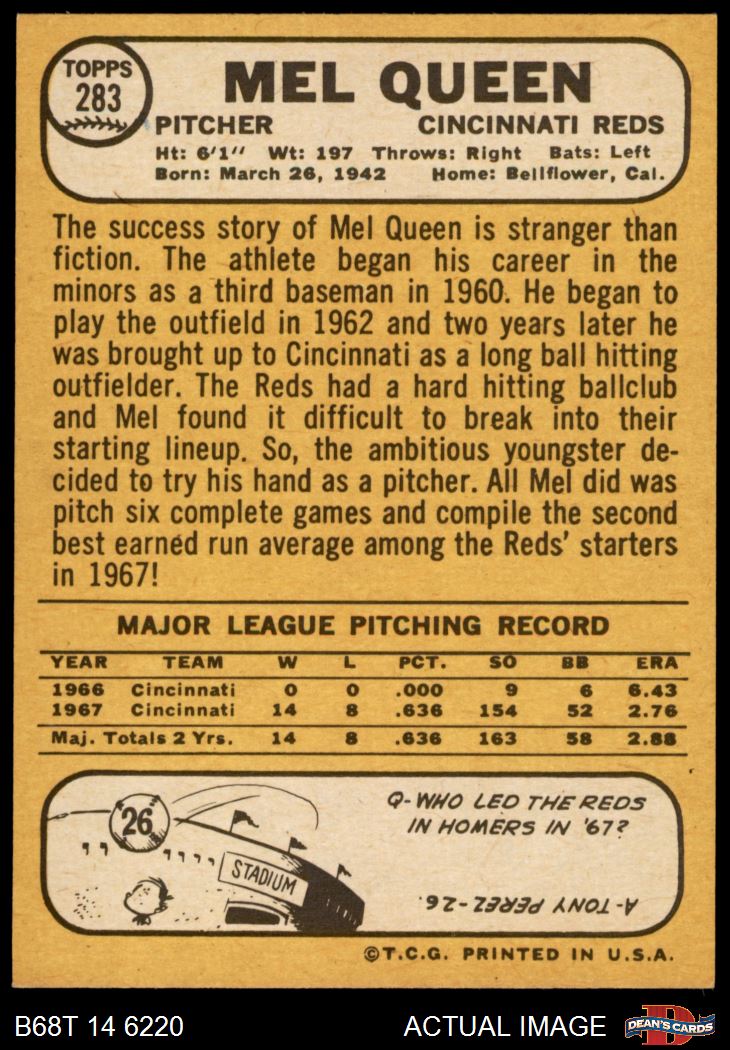 TOPPS
283
MEL QUEEN
PITCHER CINCINNATI REDS
Ht: 6'1" Wt: 197 Throws: Right Bats: Left
Born: March 26, 1942 Home: Bellflower, Cal.
The success story of Mel Queen is stranger than
fiction. The athlete began his career in the
minors as a third baseman in 1960. He began to
play the outfield in 1962 and two years later he
was brought up to Cincinnati as a long ball hitting
outfielder. The Reds had a hard hitting ballclub
and Mel found it difficult to break into their
starting lineup. So, the ambitious youngster de-
cided to try his hand as a pitcher. All Mel did was
pitch six complete games and compile the second
best earned run average among the Reds' starters
in 1967!
MAJOR LEAGUE PITCHING RECORD
YEAR TEAM W L PCT. SO BB ERA
1966 Cincinnati 0 0 .000 9 6 6.43
1967 Cincinnati 14 8 .636 154 52 2.76
Maj. Totals 2 Yrs. 14 8 .636 163 58 2.88
26
STADIUM
Q-WHO LED THE REDS
IN HOMERS IN '67?
A-TONY PEREZ-26.
©T.C.G. PRINTED IN U.S.A.
B68T 14 6220 ACTUAL IMAGE
D
DEAN'S CARDS